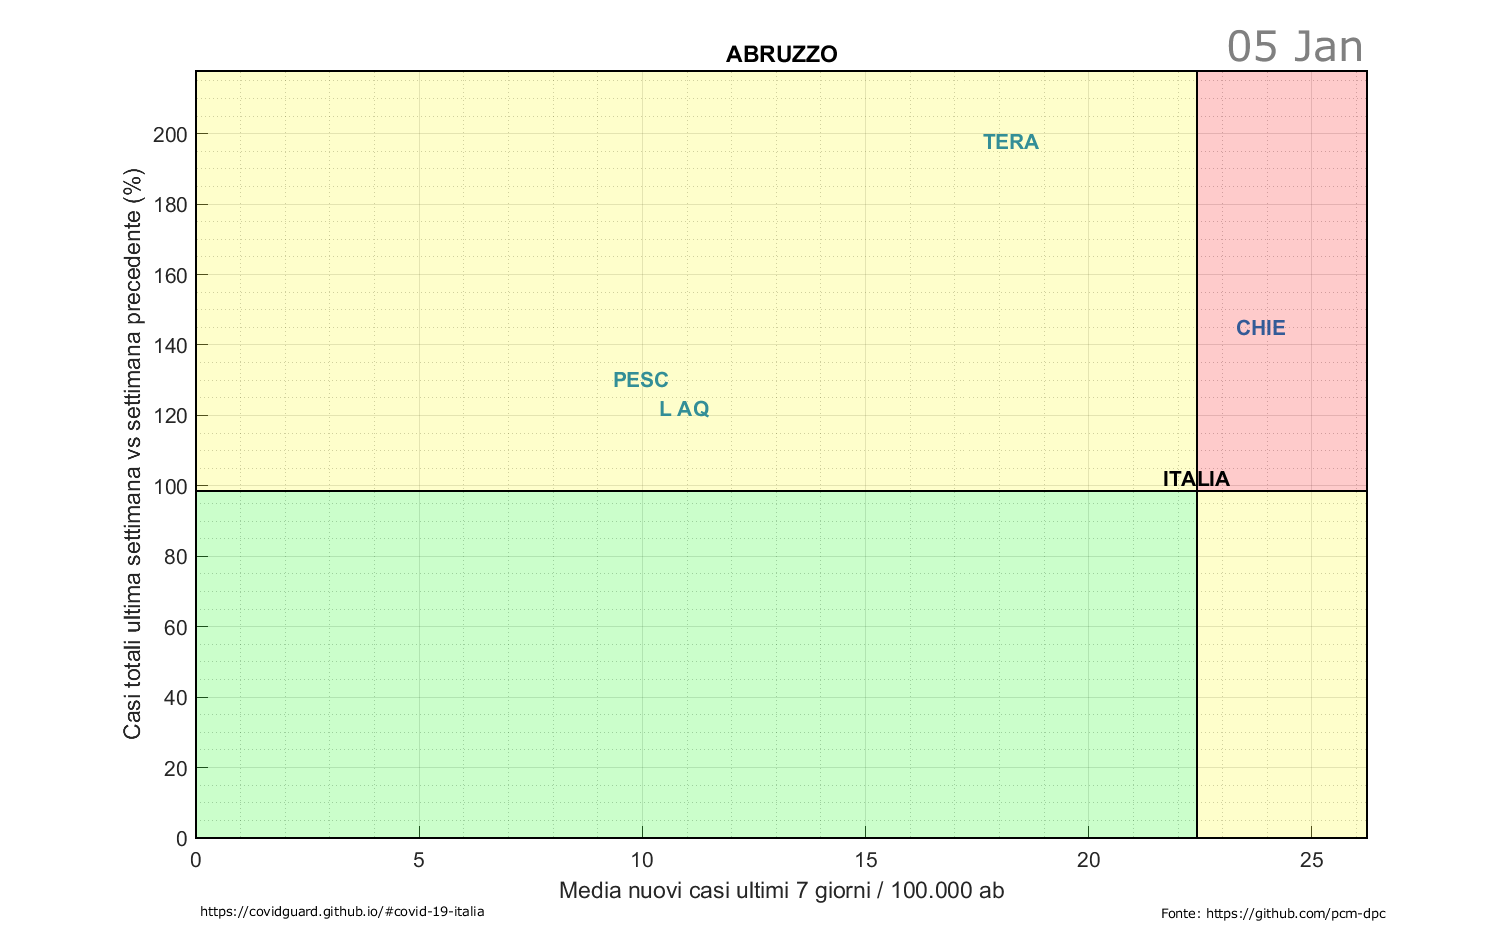 05 Jan
ABRUZZO
Casi totali ultima settimana vs settimana precedente (%)
200
180
160
140
120
100
80
60
40
20
0
TERA
CHIE
PESC
L AQ
ITALIA
0 5 10 15 20 25
Media nuovi casi ultimi 7 giorni / 100.000 ab
https://covidguard.github.io/#covid-19-italia
Fonte: https://github.com/pcm-dpc